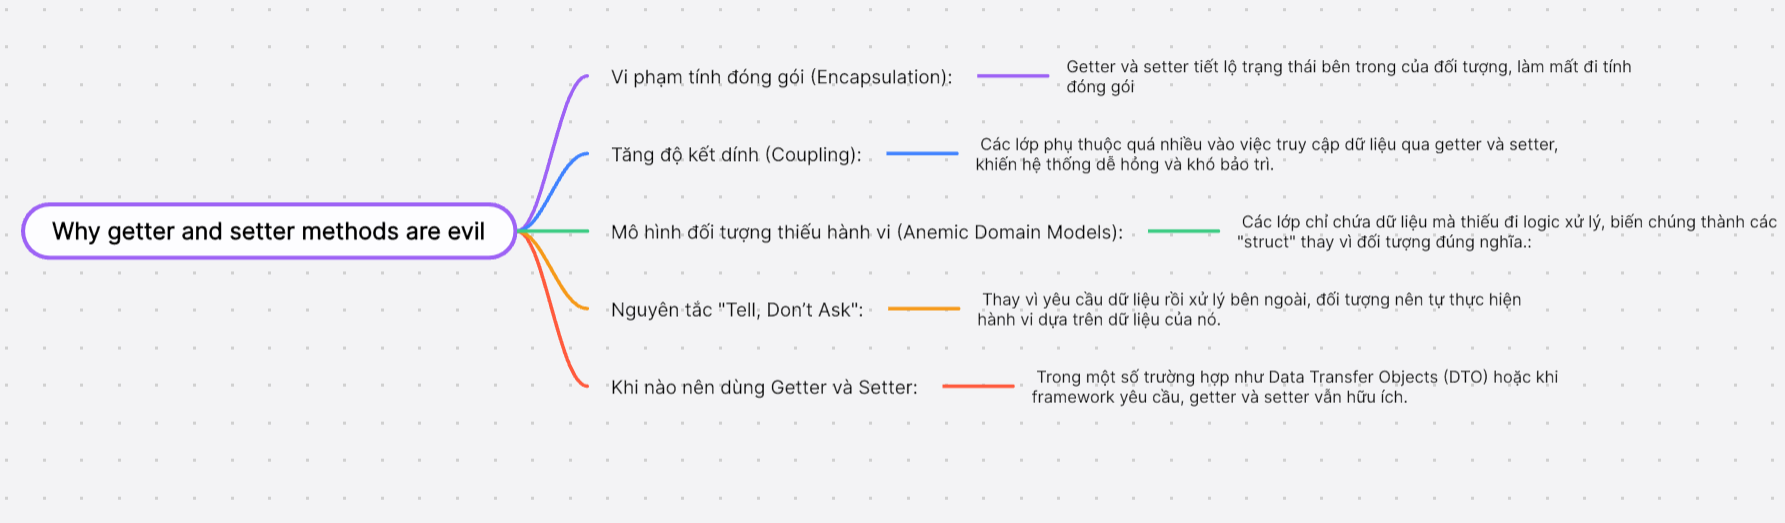 Why getter and setter methods are evil
Vi phạm tính đóng gói (Encapsulation):
Getter và setter tiết lộ trạng thái bên trong của đối tượng, làm mất đi tính
đóng gói
Tăng độ kết dính (Coupling):
Các lớp phụ thuộc quá nhiều vào việc truy cập dữ liệu qua getter và setter,
khiến hệ thống dễ hỏng và khó bảo trì.
Mô hình đối tượng thiếu hành vi (Anemic Domain Models):
Các lớp chỉ chứa dữ liệu mà thiếu đi logic xử lý, biến chúng thành các
"struct" thay vì đối tượng đúng nghĩa.:
Nguyên tắc "Tell, Don’t Ask":
Thay vì yêu cầu dữ liệu rồi xử lý bên ngoài, đối tượng nên tự thực hiện
hành vi dựa trên dữ liệu của nó.
Khi nào nên dùng Getter và Setter:
Trong một số trường hợp như Data Transfer Objects (DTO) hoặc khi
framework yêu cầu, getter và setter vẫn hữu ích.